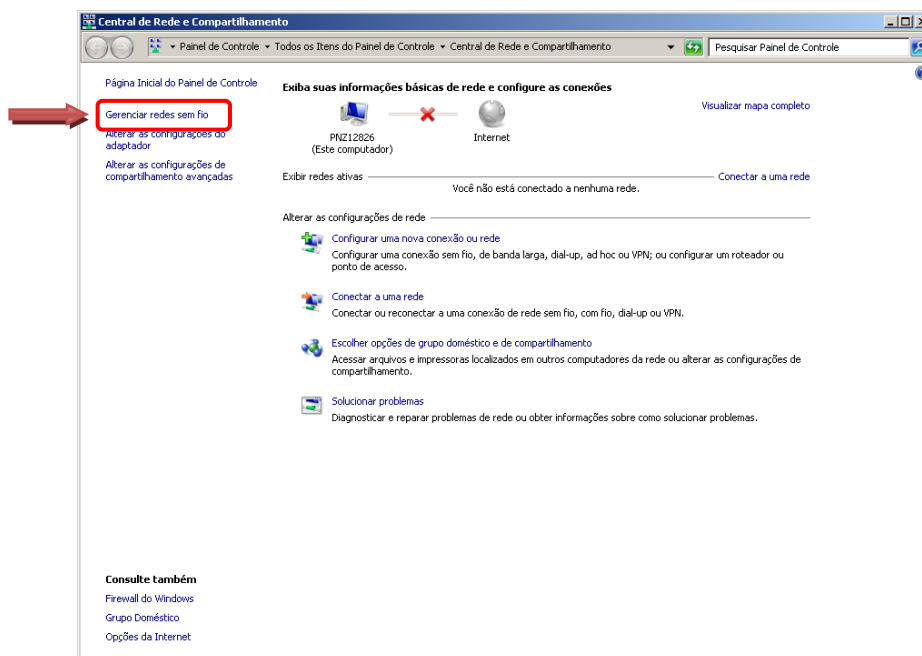 Central de Rede e Compartilhamento
Painel de Controle
Todos os Itens do Painel de Controle
Central de Rede e Compartilhamento
Pesquisar Painel de Controle
Página Inicial do Painel de Controle
Gerenciar redes sem fio
Alterar as configurações do
adaptador
Alterar as configurações de
compartilhamento avançadas
Exiba suas informações básicas de rede e configure as conexões
Visualizar mapa completo
PNZ12826
(Este computador)
Internet
Exibir redes ativas
Conectar a uma rede
Você não está conectado a nenhuma rede.
Alterar as configurações de rede
Configurar uma nova conexão ou rede
Configurar uma conexão sem fio, de banda larga, dial-up, ad hoc ou VPN; ou configurar um roteador ou
ponto de acesso.
Conectar a uma rede
Conectar ou reconectar a uma conexão de rede sem fio, com fio, dial-up ou VPN.
Escolher opções de grupo doméstico e de compartilhamento
Acessar arquivos e impressoras localizados em outros computadores da rede ou alterar as configurações de
compartilhamento.
Solucionar problemas
Diagnosticar e reparar problemas de rede ou obter informações sobre como solucionar problemas.
Consulte também
Firewall do Windows
Grupo Doméstico
Opções da Internet